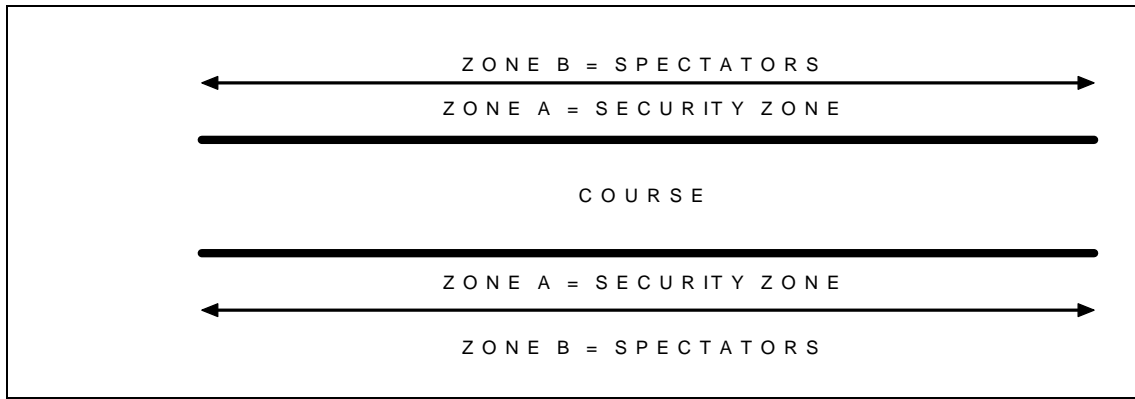 ZONE B = SPECTATORS
ZONE A = SECURITY ZONE
COURSE
ZONE A = SECURITY ZONE
ZONE B = SPECTATORS